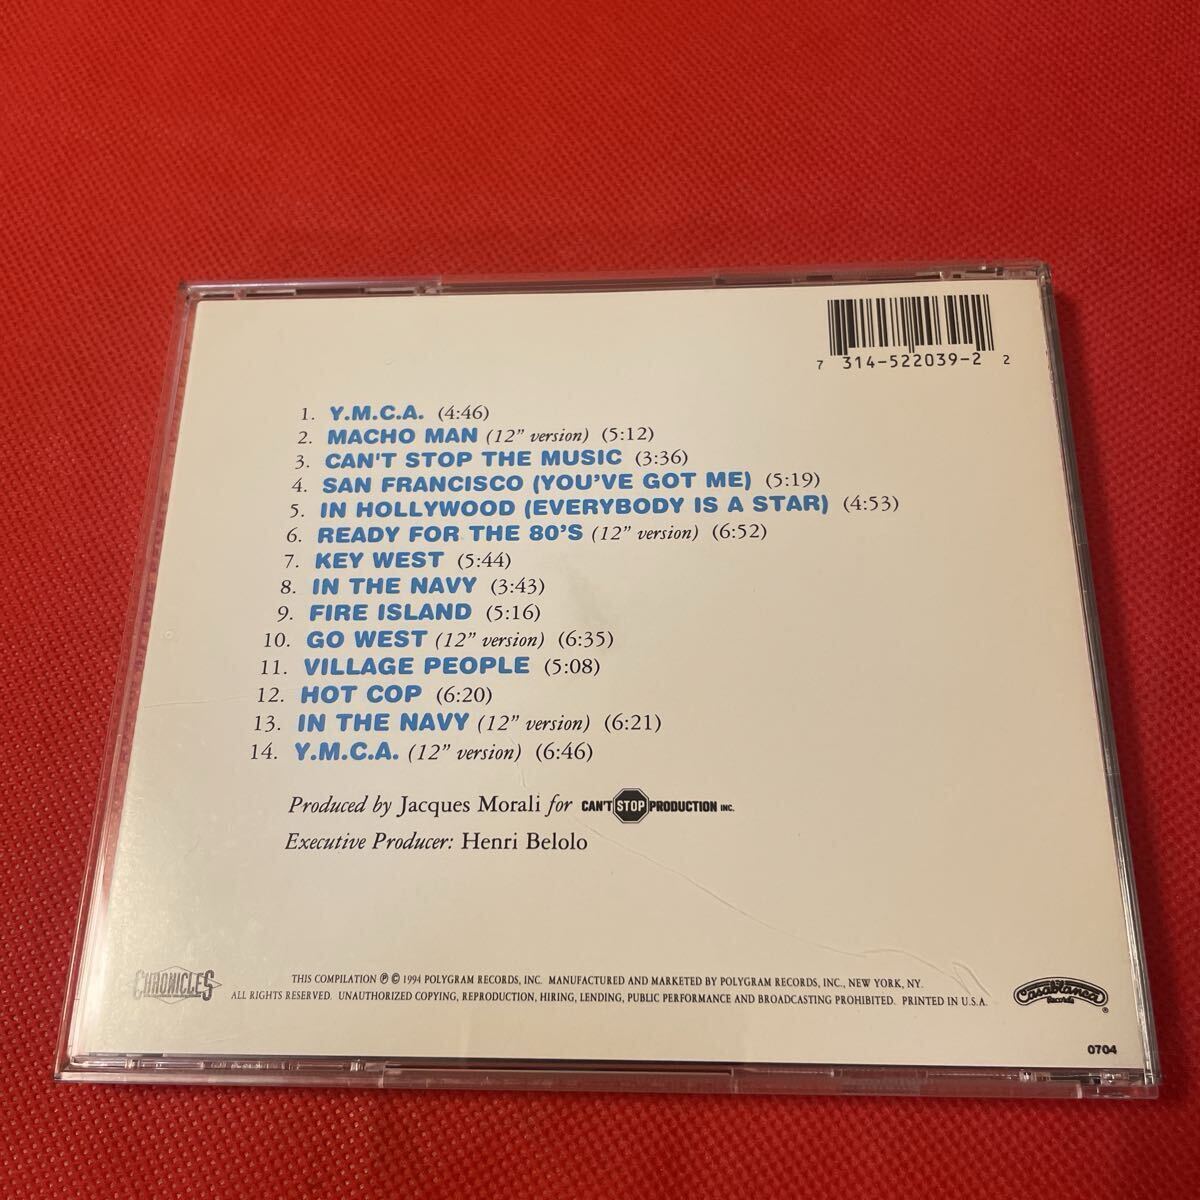 7 314-522039-2 2
1. Y.M.C.A. (4:46)
2. MACHO MAN (12" version) (5:12)
3. CAN'T STOP THE MUSIC (3:36)
4. SAN FRANCISCO (YOU'VE GOT ME) (5:19)
5. IN HOLLYWOOD (EVERYBODY IS A STAR) (4:53)
6. READY FOR THE 80'S (12" version) (6:52)
7. KEY WEST (5:44)
8. IN THE NAVY (3:43)
9. FIRE ISLAND (5:16)
10. GO WEST (12" version) (6:35)
11. VILLAGE PEOPLE (5:08)
12. HOT COP (6:20)
13. IN THE NAVY (12" version) (6:21)
14. Y.M.C.A. (12" version) (6:46)
Produced by Jacques Morali for CAN'T STOP PRODUCTION INC.
Executive Producer: Henri Belolo
CHRONICLES
THIS COMPILATION ℗ © 1994 POLYGRAM RECORDS, INC. MANUFACTURED AND MARKETED BY POLYGRAM RECORDS, INC., NEW YORK, NY.
ALL RIGHTS RESERVED. UNAUTHORIZED COPYING, REPRODUCTION, HIRING, LENDING, PUBLIC PERFORMANCE AND BROADCASTING PROHIBITED. PRINTED IN U.S.A.
Casablanca
Records
®
0704